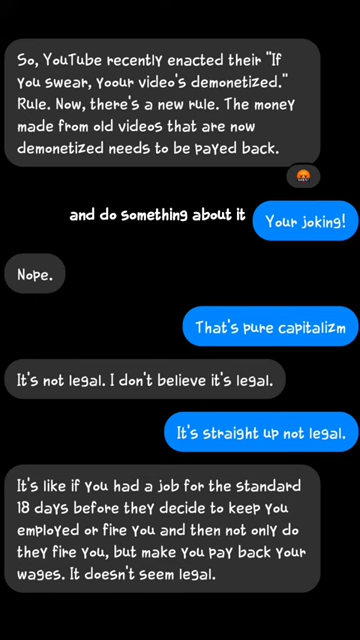 So, YouTube recently enacted their "If
you swear, yoour video's demonetized."
Rule. Now, there's a new rule. The money
made from old videos that are now
demonetized needs to be payed back.
and do something about it
Your joking!
Nope.
That's pure capitalizm
It's not legal. I don't believe it's legal.
It's straight up not legal.
It's like if you had a job for the standard
18 days before they decide to keep you
employed or fire you and then not only do
they fire you, but make you pay back your
wages. It doesn't seem legal.